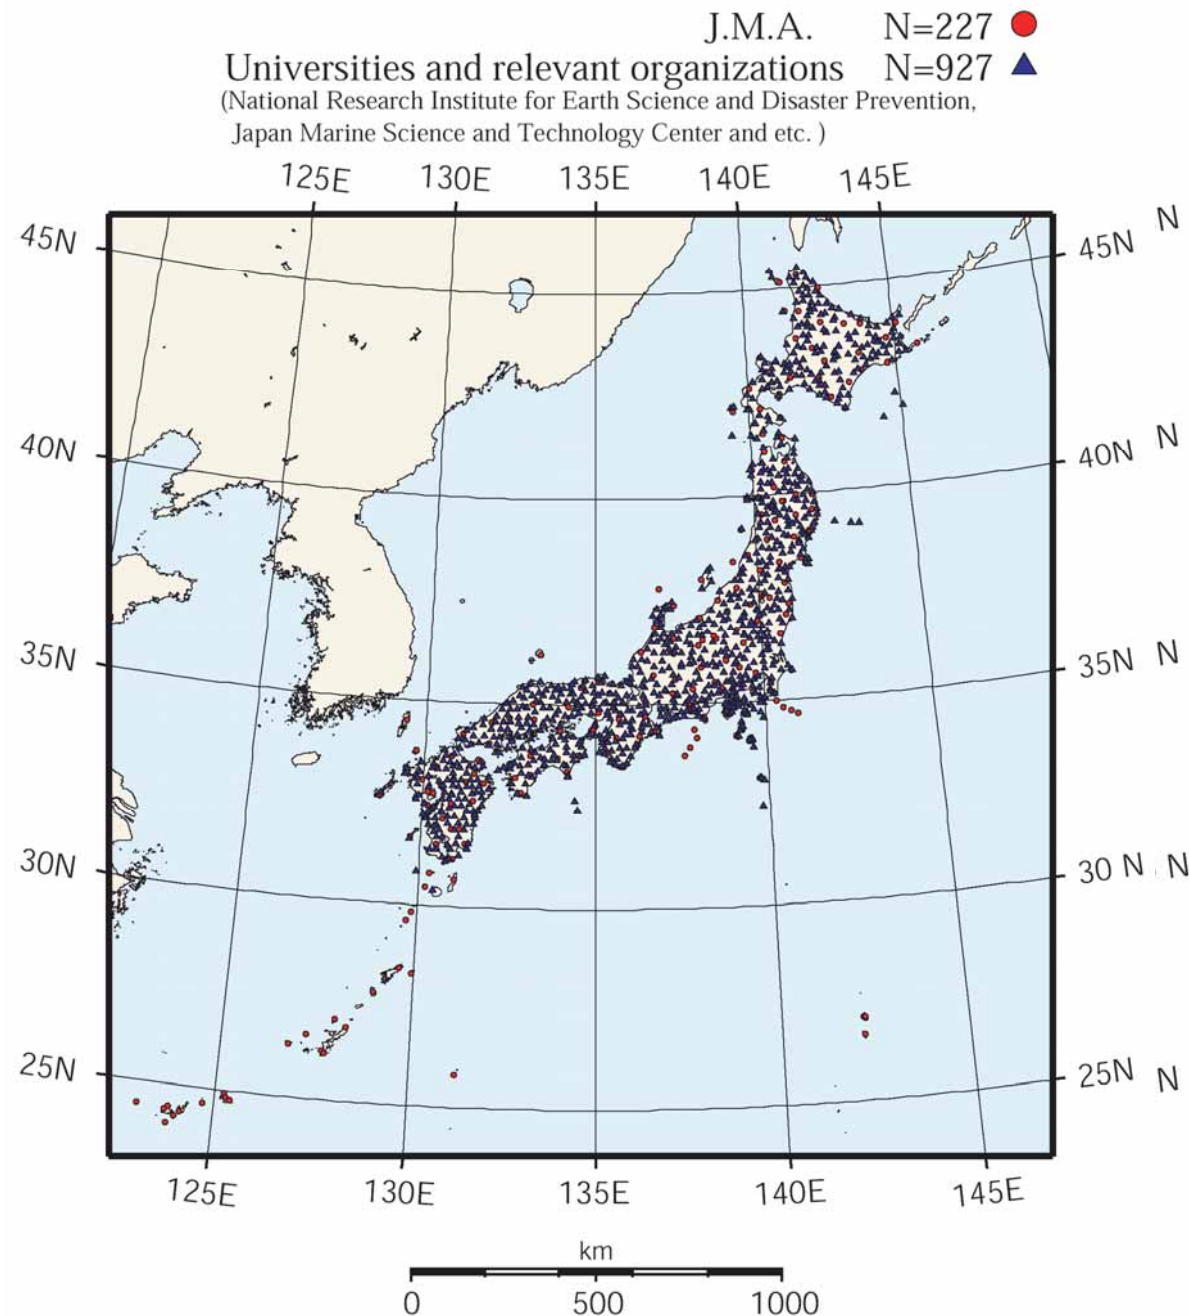 J.M.A. N=227
Universities and relevant organizations N=927
(National Research Institute for Earth Science and Disaster Prevention,
Japan Marine Science and Technology Center and etc. )
125E 130E 135E 140E 145E
N
45N 45N
N
40N 40N
N
35N 35N
30N 30 N N
25N 25N N
125E 130E 135E 140E 145E
km
0 500 1000